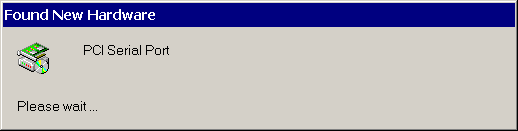 Found New Hardware
PCI Serial Port
Please wait ...